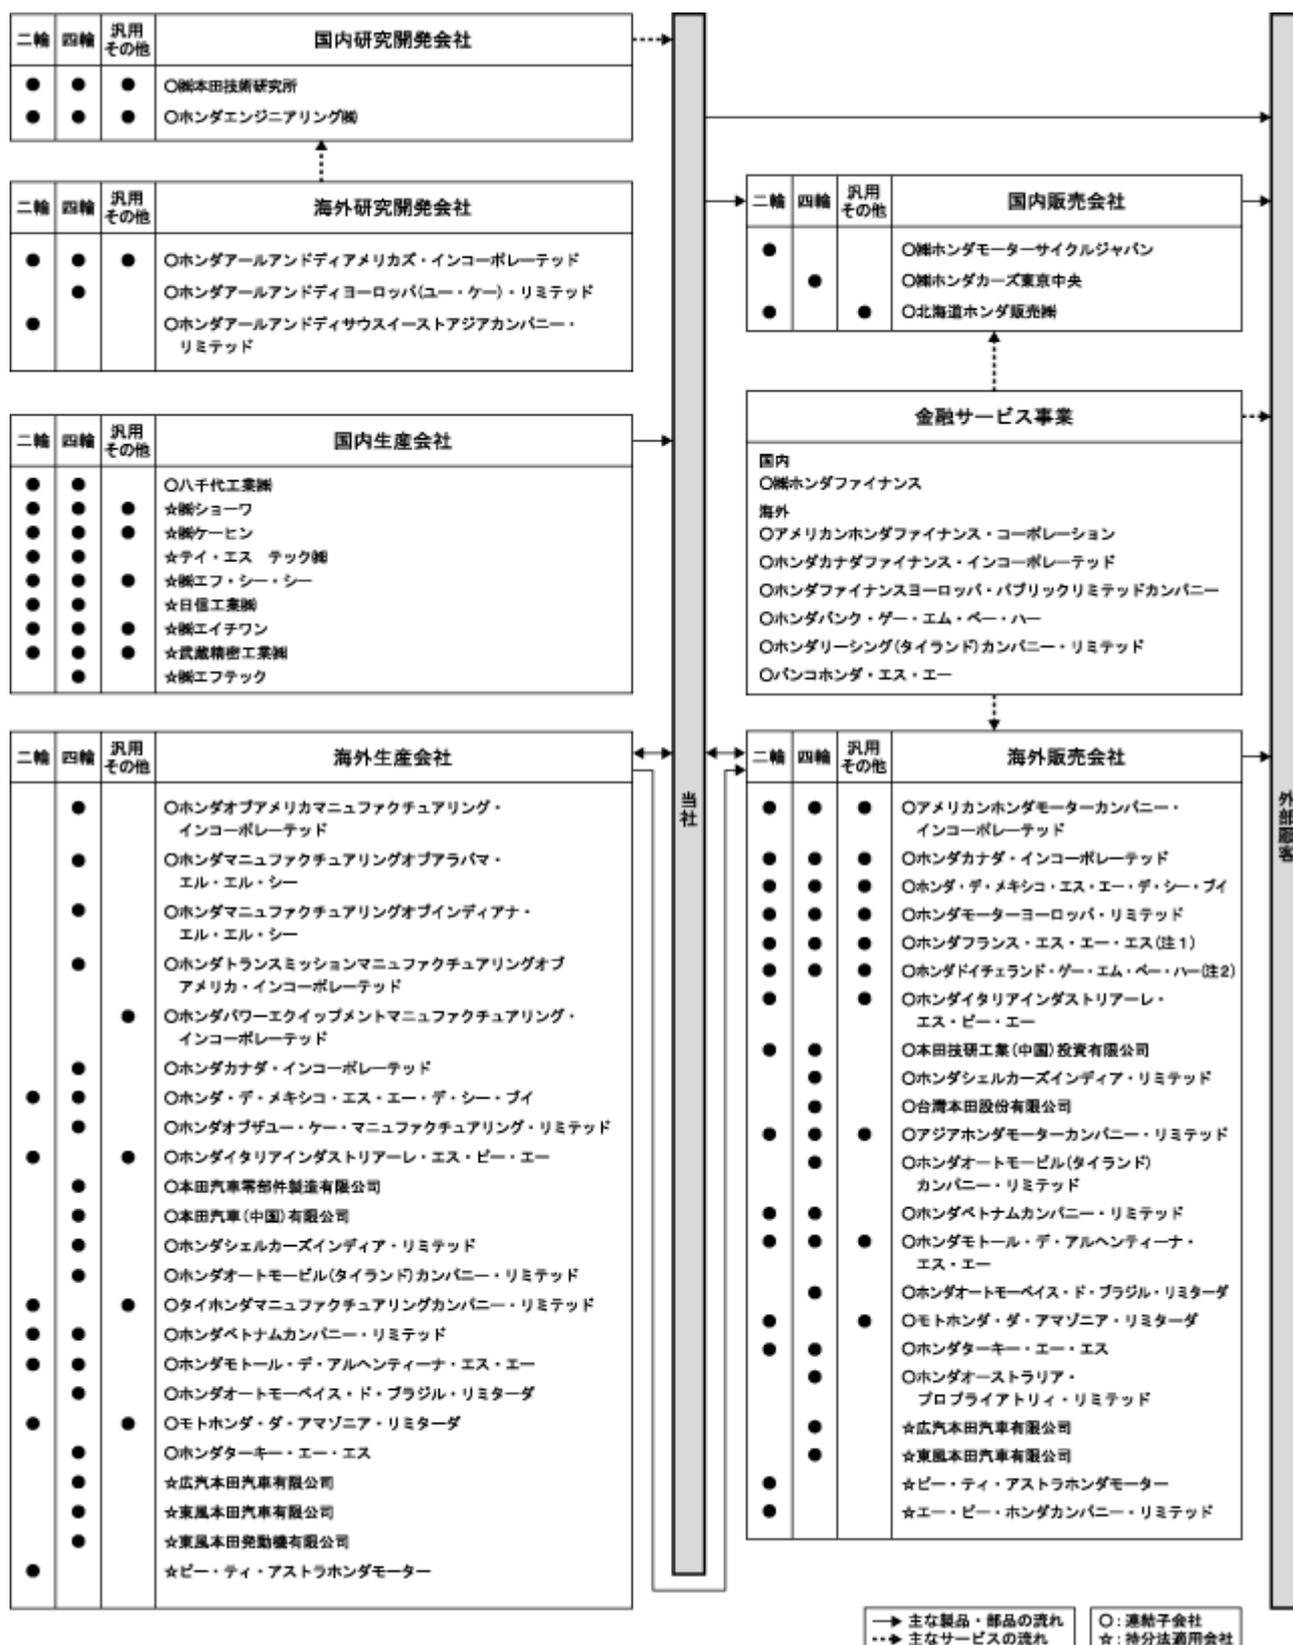 二輪 四輪 汎用その他 国内研究開発会社
● ● ● ○㈱本田技術研究所
● ● ● ○ホンダエンジニアリング㈱
二輪 四輪 汎用その他 海外研究開発会社
● ● ● ○ホンダアールアンドディアメリカズ・インコーポレーテッド
● ○ホンダアールアンドディヨーロッパ(ユー・ケー)・リミテッド
● ○ホンダアールアンドディサウスイーストアジアカンパニー・
リミテッド
二輪 四輪 汎用その他 国内生産会社
● ● ○八千代工業㈱
● ● ● ☆㈱ショーワ
● ● ● ☆㈱ケーヒン
● ● ☆テイ・エス　テック㈱
● ● ● ☆㈱エフ・シー・シー
● ● ☆日信工業㈱
● ● ● ☆㈱エイチワン
● ● ● ☆武蔵精密工業㈱
● ☆㈱エフテック
二輪 四輪 汎用その他 海外生産会社
● ○ホンダオブアメリカマニュファクチュアリング・
インコーポレーテッド
● ○ホンダマニュファクチュアリングオブアラバマ・
エル・エル・シー
● ○ホンダマニュファクチュアリングオブインディアナ・
エル・エル・シー
● ○ホンダトランスミッションマニュファクチュアリングオブ
アメリカ・インコーポレーテッド
● ○ホンダパワーエクイップメントマニュファクチュアリング・
インコーポレーテッド
● ○ホンダカナダ・インコーポレーテッド
● ● ○ホンダ・デ・メキシコ・エス・エー・デ・シー・ブイ
● ○ホンダオブザユー・ケー・マニュファクチュアリング・リミテッド
● ● ○ホンダイタリアインダストリアーレ・エス・ピー・エー
● ○本田汽車零部件製造有限公司
● ○本田汽車(中国)有限公司
● ○ホンダシェルカーズインディア・リミテッド
● ○ホンダオートモービル(タイランド)カンパニー・リミテッド
● ● ○タイホンダマニュファクチュアリングカンパニー・リミテッド
● ● ○ホンダベトナムカンパニー・リミテッド
● ● ○ホンダモトール・デ・アルヘンティーナ・エス・エー
● ○ホンダオートモーベイス・ド・ブラジル・リミターダ
● ● ○モトホンダ・ダ・アマゾニア・リミターダ
● ○ホンダターキー・エー・エス
● ☆広汽本田汽車有限公司
● ☆東風本田汽車有限公司
● ☆東風本田発動機有限公司
● ☆ピー・ティ・アストラホンダモーター
当社
二輪 四輪 汎用その他 国内販売会社
● ○㈱ホンダモーターサイクルジャパン
● ○㈱ホンダカーズ東京中央
● ● ○北海道ホンダ販売㈱
金融サービス事業
国内
○㈱ホンダファイナンス
海外
○アメリカンホンダファイナンス・コーポレーション
○ホンダカナダファイナンス・インコーポレーテッド
○ホンダファイナンスヨーロッパ・パブリックリミテッドカンパニー
○ホンダバンク・ゲー・エム・ベー・ハー
○ホンダリーシング(タイランド)カンパニー・リミテッド
○バンコホンダ・エス・エー
二輪 四輪 汎用その他 海外販売会社
● ● ● ○アメリカンホンダモーターカンパニー・
インコーポレーテッド
● ● ● ○ホンダカナダ・インコーポレーテッド
● ● ● ○ホンダ・デ・メキシコ・エス・エー・デ・シー・ブイ
● ● ● ○ホンダモーターヨーロッパ・リミテッド
● ● ● ○ホンダフランス・エス・エー・エス(注1)
● ● ● ○ホンダドイチェランド・ゲー・エム・ベー・ハー(注2)
● ● ○ホンダイタリアインダストリアーレ・
エス・ピー・エー
● ● ○本田技研工業(中国)投資有限公司
● ○ホンダシェルカーズインディア・リミテッド
● ○台灣本田股份有限公司
● ● ● ○アジアホンダモーターカンパニー・リミテッド
● ○ホンダオートモービル(タイランド)
カンパニー・リミテッド
● ● ○ホンダベトナムカンパニー・リミテッド
● ● ● ○ホンダモトール・デ・アルヘンティーナ・
エス・エー
● ○ホンダオートモーベイス・ド・ブラジル・リミターダ
● ● ○モトホンダ・ダ・アマゾニア・リミターダ
● ● ○ホンダターキー・エー・エス
● ○ホンダオーストラリア・
プロプライアトリィ・リミテッド
● ☆広汽本田汽車有限公司
● ☆東風本田汽車有限公司
● ☆ピー・ティ・アストラホンダモーター
● ☆エー・ピー・ホンダカンパニー・リミテッド
外部顧客
→ 主な製品・部品の流れ
⇢ 主なサービスの流れ
○：連結子会社
☆：持分法適用会社